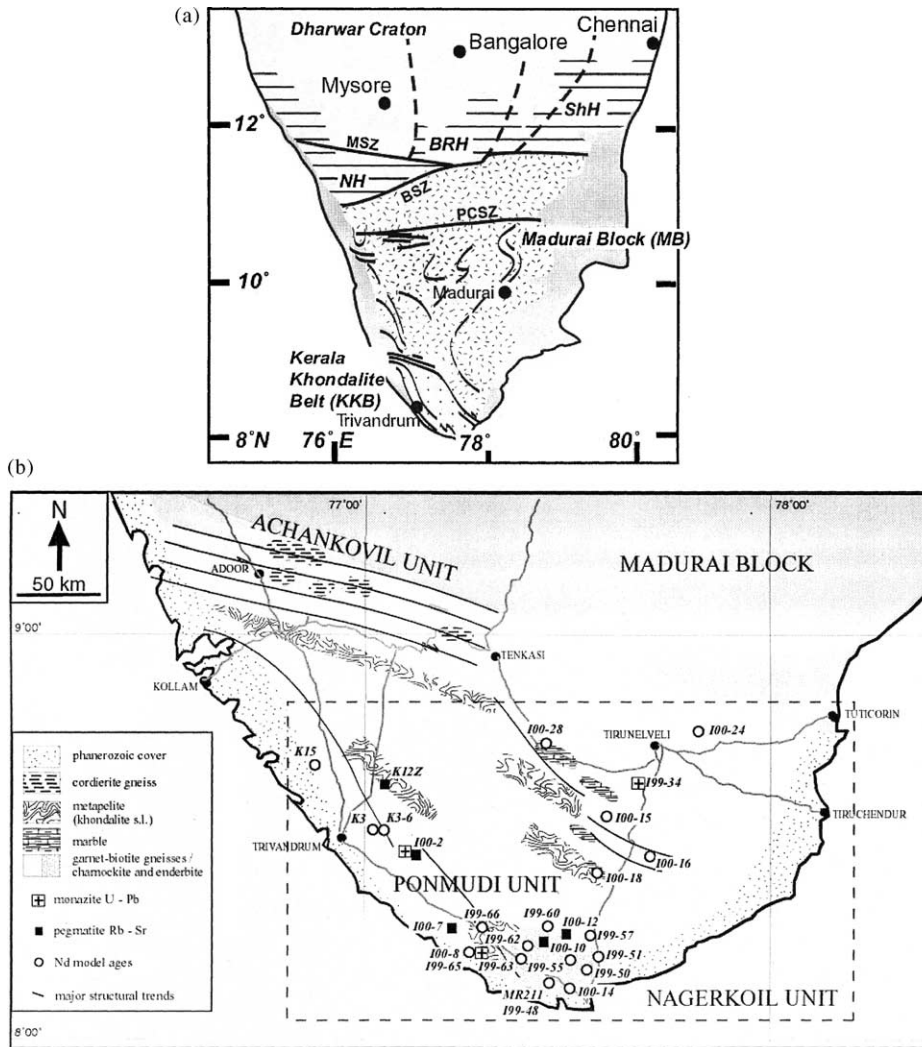 (a)
Dharwar Craton
Chennai
Bangalore
Mysore
ShH
12°
MSZ
BRH
NH
BSZ
PCSZ
Madurai Block (MB)
10°
Madurai
Kerala
Khondalite
Belt (KKB)
Trivandrum
8°N
76°E
78°
80°
(b)
N
50 km
77°00'
78°00'
ACHANKOVIL UNIT
ADOOR
MADURAI BLOCK
9°00'
TENKASI
KOLLAM
TUTICORIN
I00-28
TIRUNELVELI
I00-24
phanerozoic cover
cordierite gneiss
metapelite
(khondalite s.l.)
marble
garnet-biotite gneisses /
charnockite and enderbite
monazite U - Pb
pegmatite Rb - Sr
Nd model ages
major structural trends
K15
K12Z
I99-34
TIRUCHENDUR
K3
K3-6
I00-15
TRIVANDRUM
I00-2
I00-16
I00-18
PONMUDI UNIT
I99-66
I99-60
I00-12
I00-7
I99-62
I99-57
I00-10
I00-8
I99-51
I99-65
I99-63
I99-55
I99-50
MR211
I00-14
I99-48
NAGERKOIL UNIT
8°00'